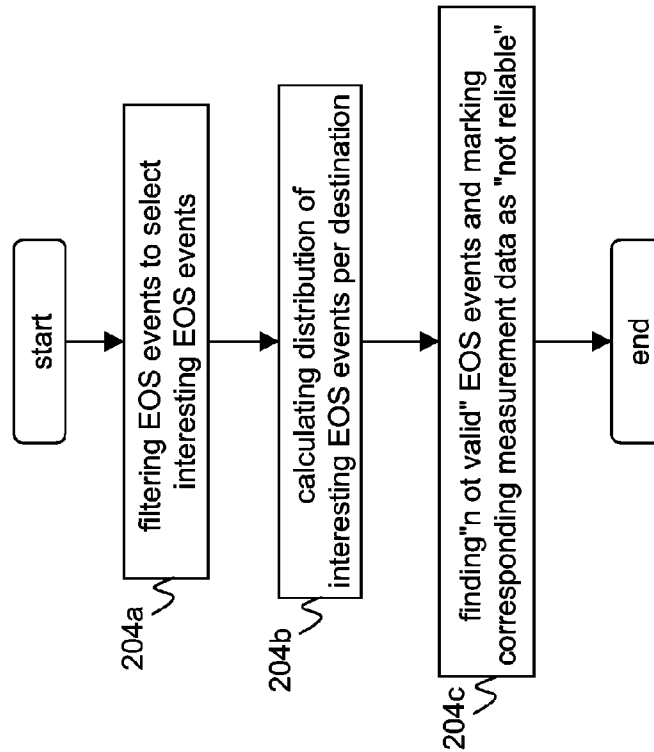 start
204a
filtering EOS events to select
interesting EOS events
204b
calculating distribution of
interesting EOS events per destination
204c
finding"n ot valid" EOS events and marking
corresponding measurement data as "not reliable"
end